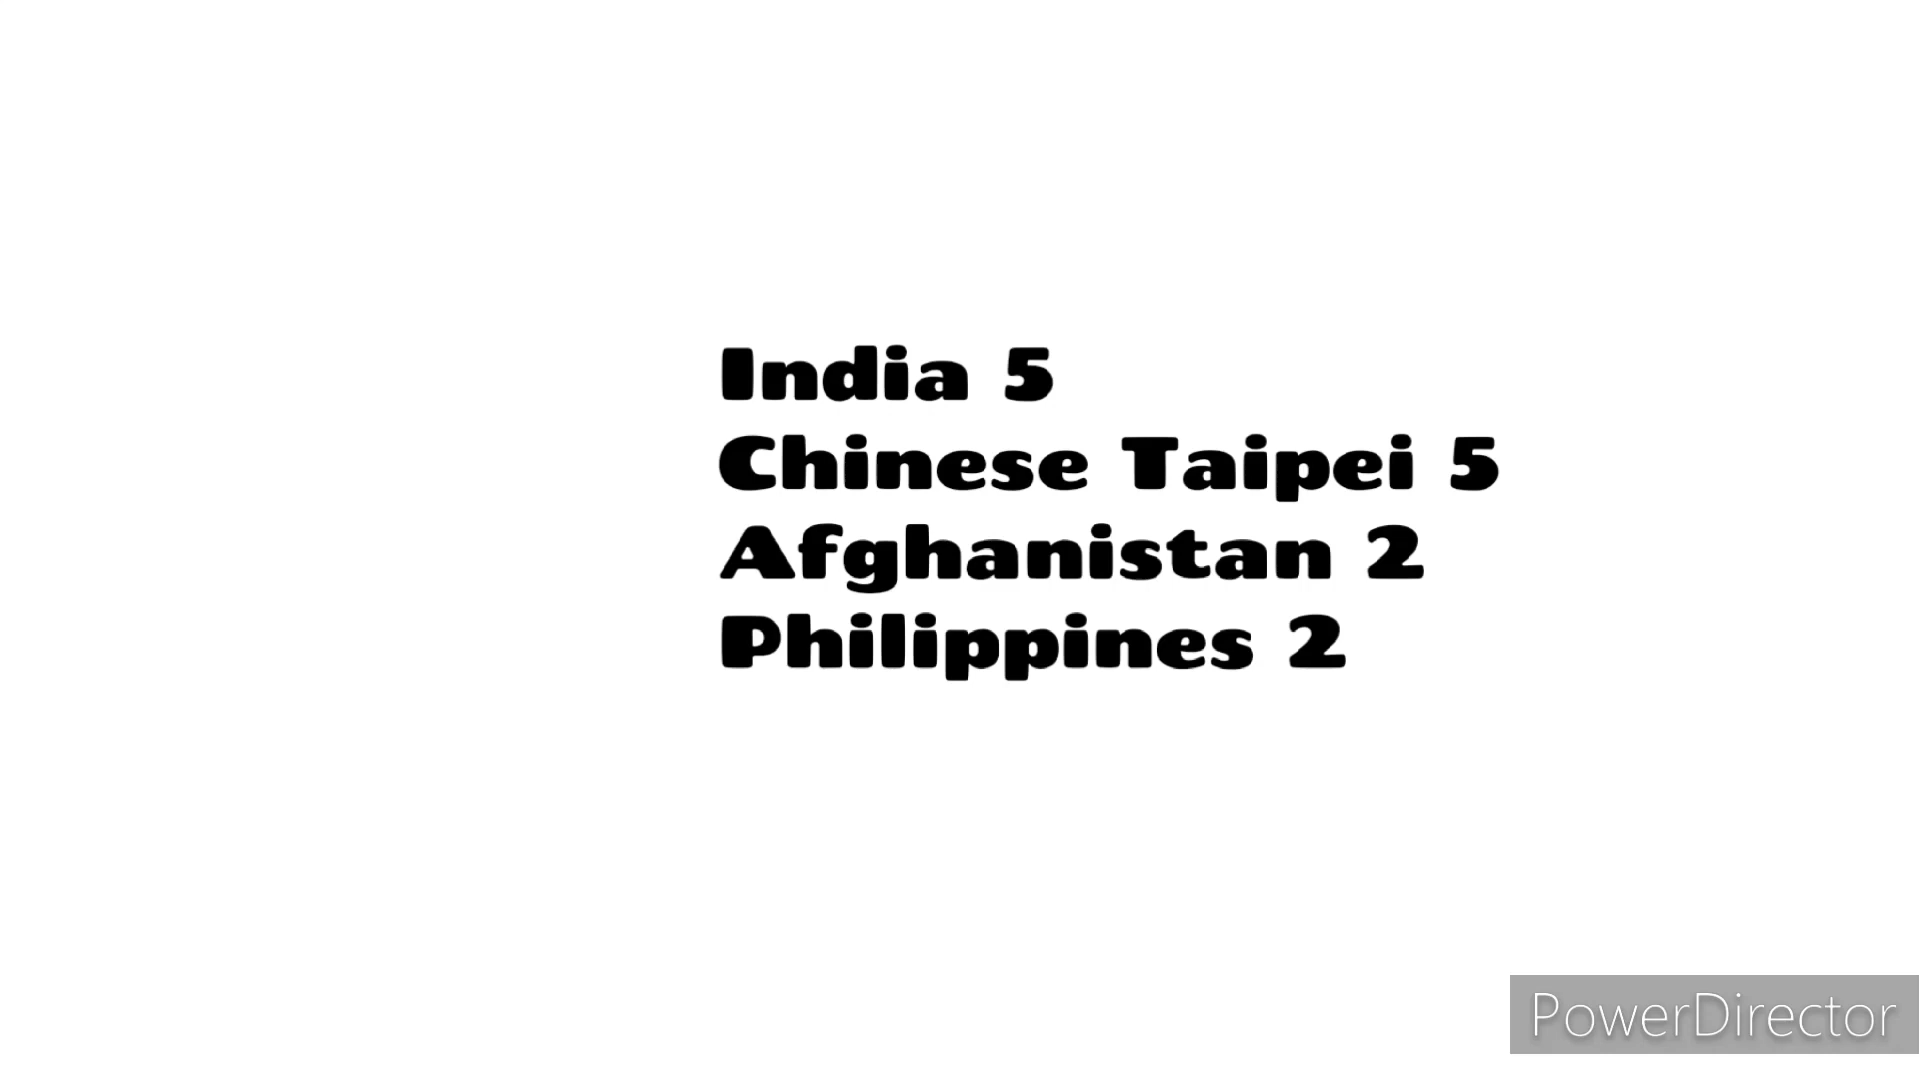 India 5
Chinese Taipei 5
Afghanistan 2
Philippines 2
PowerDirector